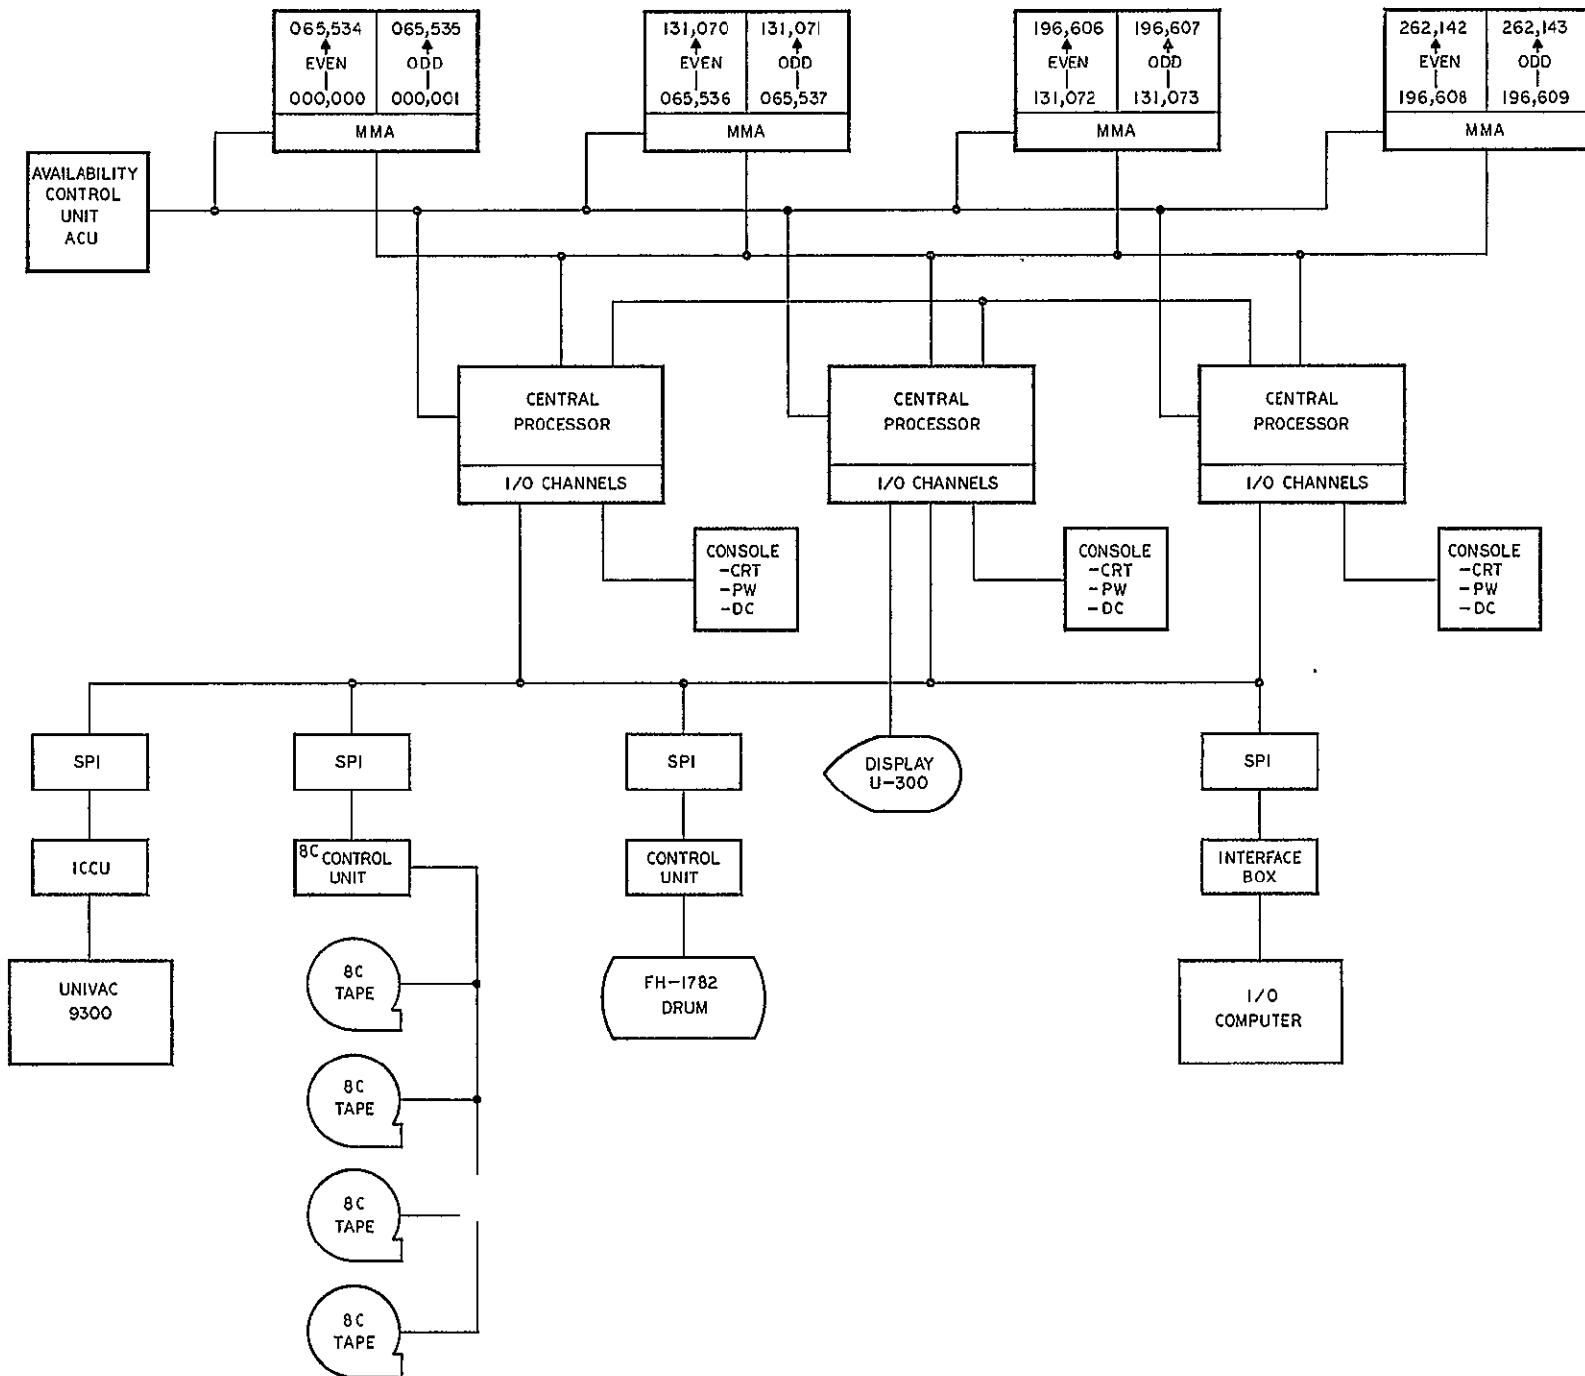 065,534 065,535
EVEN ODD
000,000 000,001
MMA
131,070 131,071
EVEN ODD
065,536 065,537
MMA
196,606 196,607
EVEN ODD
131,072 131,073
MMA
262,142 262,143
EVEN ODD
196,608 196,609
MMA
AVAILABILITY
CONTROL
UNIT
ACU
CENTRAL
PROCESSOR
I/O CHANNELS
CENTRAL
PROCESSOR
I/O CHANNELS
CENTRAL
PROCESSOR
I/O CHANNELS
CONSOLE
-CRT
-PW
-DC
CONSOLE
-CRT
-PW
-DC
CONSOLE
-CRT
-PW
-DC
SPI
SPI
SPI
DISPLAY
U-300
SPI
ICCU
8C CONTROL
UNIT
CONTROL
UNIT
INTERFACE
BOX
UNIVAC
9300
8C
TAPE
FH-1782
DRUM
I/O
COMPUTER
8C
TAPE
8C
TAPE
8C
TAPE